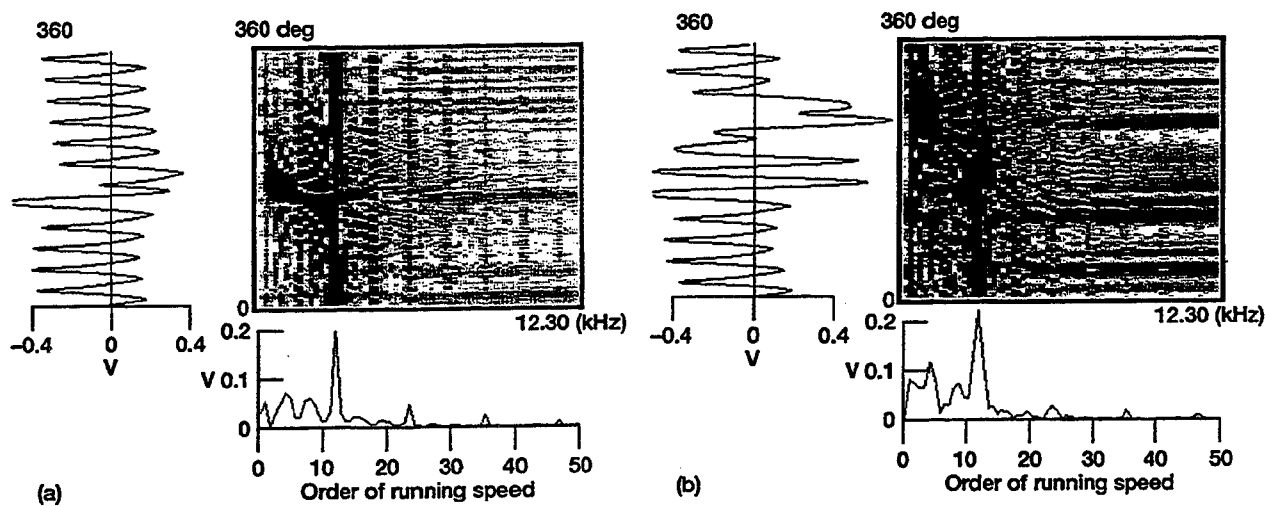 360
360 deg
0
12.30 (kHz)
-0.4 0 0.4
V
0.2
V 0.1
0
0 10 20 30 40 50
Order of running speed
(a)
360
360 deg
0
12.30 (kHz)
-0.4 0 0.4
V
0.2
V 0.1
0
0 10 20 30 40 50
Order of running speed
(b)